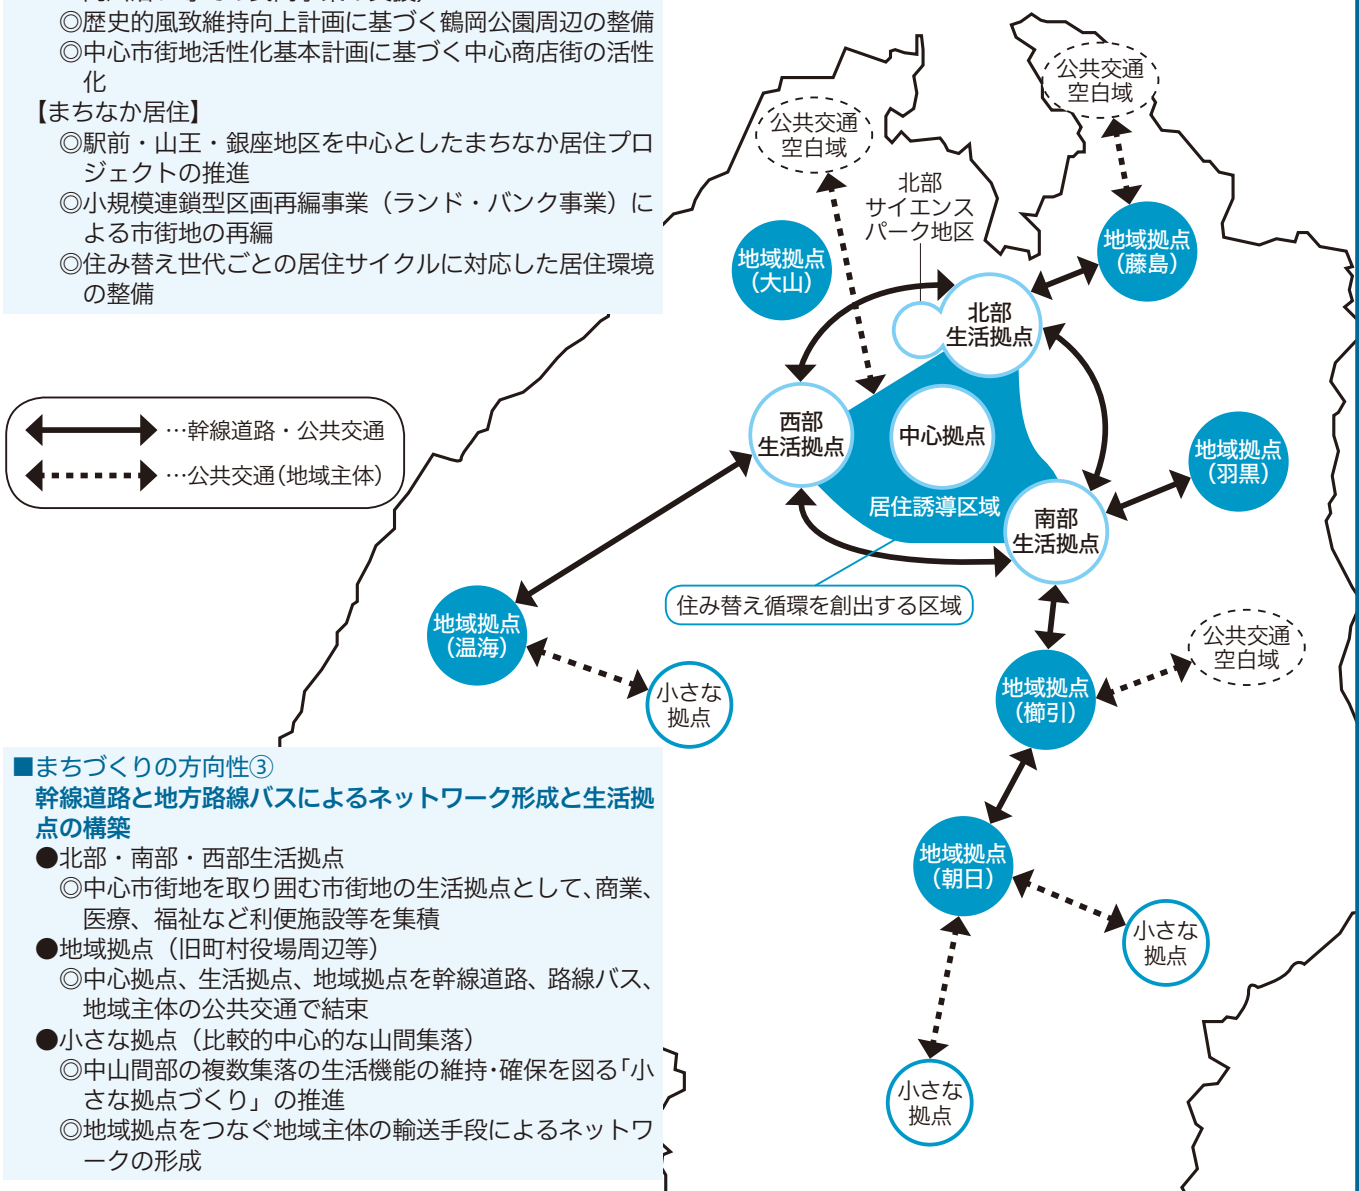 ◎歴史的風致維持向上計画に基づく鶴岡公園周辺の整備
◎中心市街地活性化基本計画に基づく中心商店街の活性
化
【まちなか居住】
◎駅前・山王・銀座地区を中心としたまちなか居住プロ
ジェクトの推進
◎小規模連鎖型区画再編事業（ランド・バンク事業）に
よる市街地の再編
◎住み替え世代ごとの居住サイクルに対応した居住環境
の整備
…幹線道路・公共交通
…公共交通(地域主体)
公共交通
空白域
公共交通
空白域
北部
サイエンス
パーク地区
地域拠点
（大山）
地域拠点
（藤島）
北部
生活拠点
西部
生活拠点
中心拠点
地域拠点
（羽黒）
居住誘導区域
南部
生活拠点
住み替え循環を創出する区域
地域拠点
（温海）
小さな
拠点
公共交通
空白域
地域拠点
（櫛引）
地域拠点
（朝日）
小さな
拠点
小さな
拠点
■まちづくりの方向性③
幹線道路と地方路線バスによるネットワーク形成と生活拠
点の構築
●北部・南部・西部生活拠点
◎中心市街地を取り囲む市街地の生活拠点として、商業、
医療、福祉など利便施設等を集積
●地域拠点（旧町村役場周辺等）
◎中心拠点、生活拠点、地域拠点を幹線道路、路線バス、
地域主体の公共交通で結束
●小さな拠点（比較的中心的な山間集落）
◎中山間部の複数集落の生活機能の維持・確保を図る「小
さな拠点づくり」の推進
◎地域拠点をつなぐ地域主体の輸送手段によるネットワ
ークの形成